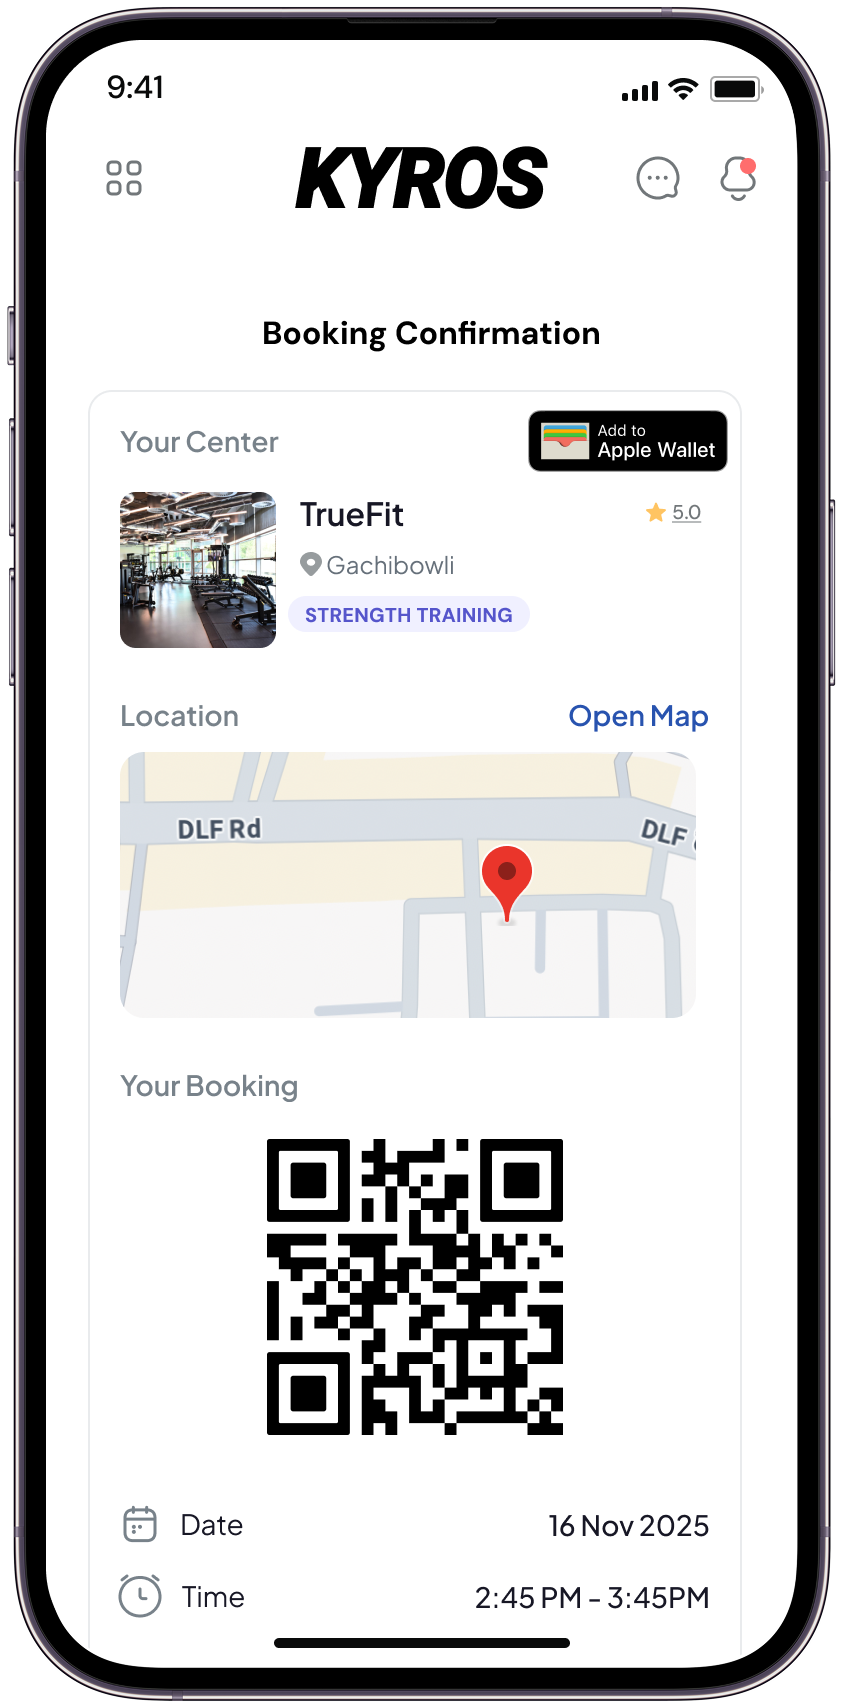 9:41
KYROS
Booking Confirmation
Your Center
Add to
Apple Wallet
TrueFit
5.0
Gachibowli
STRENGTH TRAINING
Location
Open Map
DLF Rd
DLF
Your Booking
Date
16 Nov 2025
Time
2:45 PM - 3:45PM